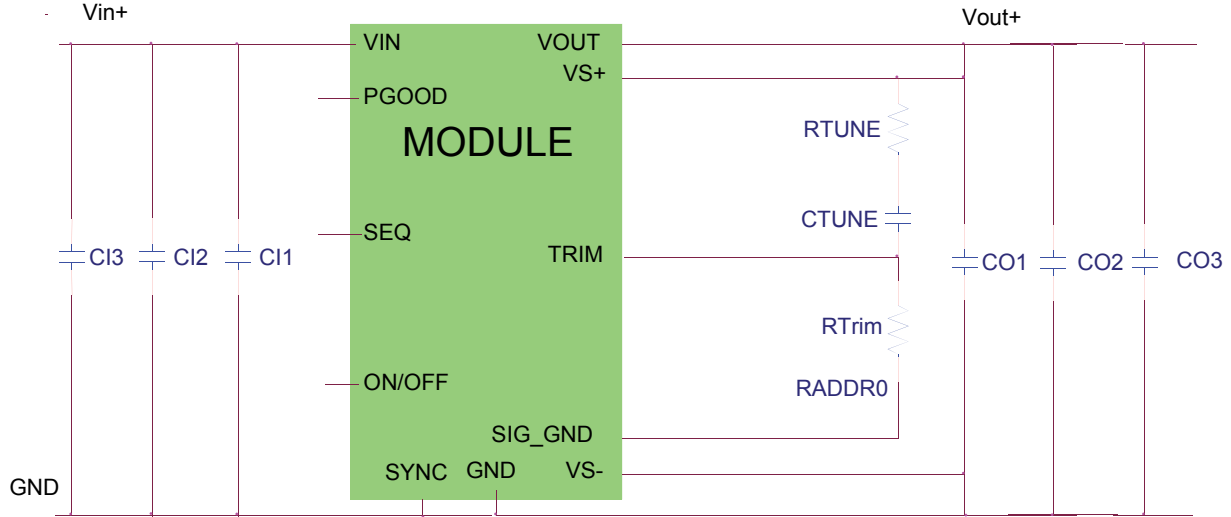 Vin+
Vout+
VIN
VOUT
VS+
PGOOD
MODULE
RTUNE
CTUNE
SEQ
TRIM
CI3
CI2
CI1
CO1
CO2
CO3
RTrim
ON/OFF
RADDR0
SIG_GND
SYNC
GND
VS-
GND